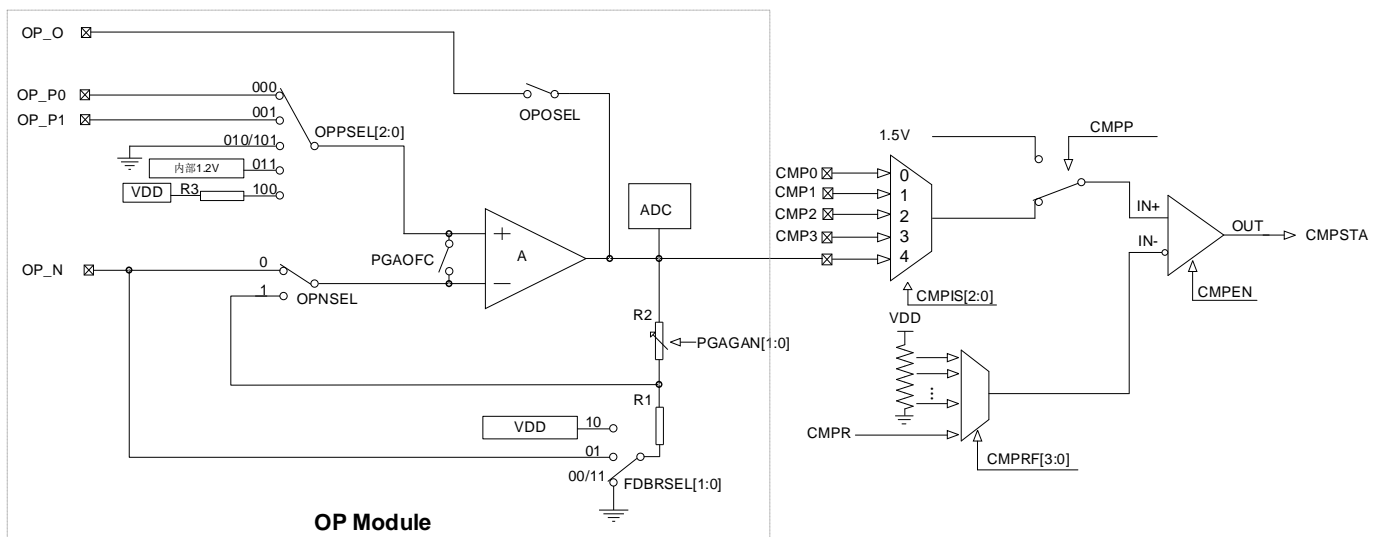 OP_O
OP_P0
OP_P1
000
001
010/101
011
100
OPPSEL[2:0]
内部1.2V
VDD
R3
OPOSEL
OP_N
0
1
OPNSEL
PGAOFC
+
−
A
ADC
R2
PGAGAN[1:0]
R1
VDD
10
01
00/11
FDBRSEL[1:0]
OP Module
1.5V
CMPP
CMP0
CMP1
CMP2
CMP3
0
1
2
3
4
CMPIS[2:0]
IN+
IN-
OUT
CMPSTA
CMPEN
VDD
...
CMPR
CMPRF[3:0]